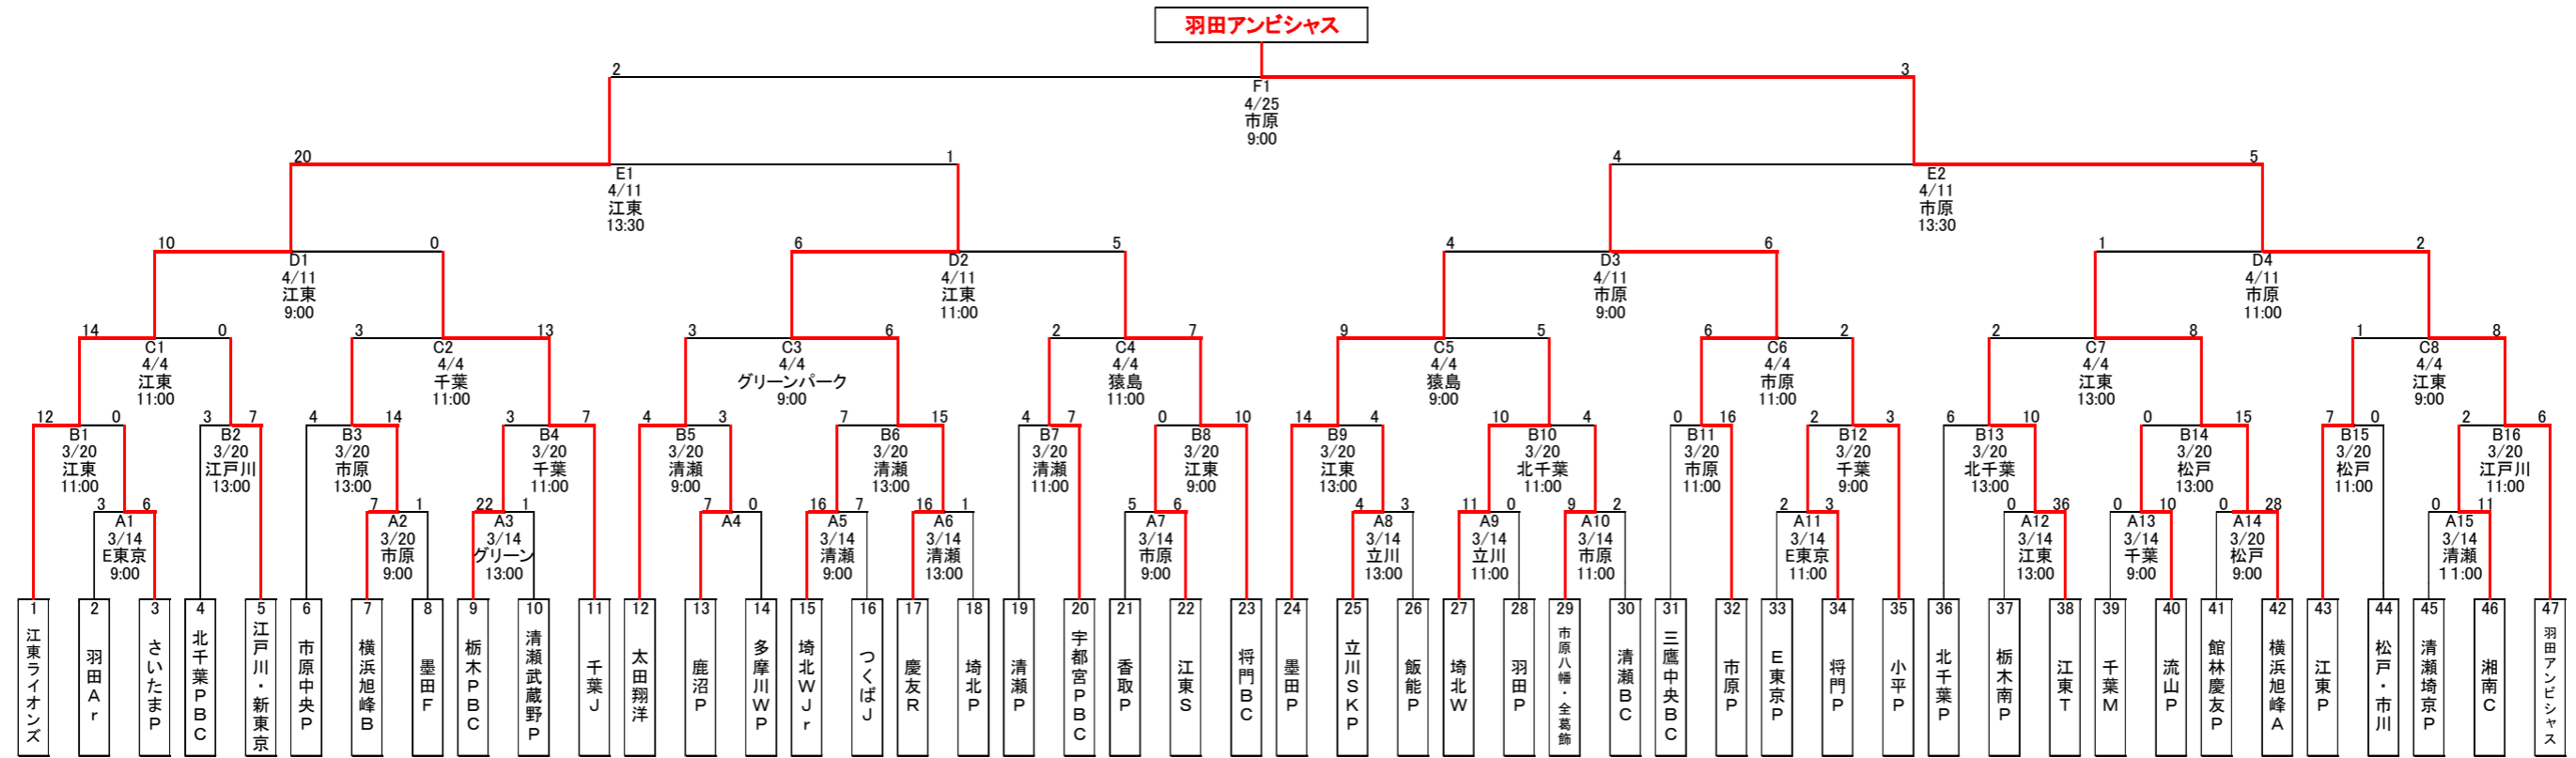 羽田アンビシャス
2 3
F1
4/25
市原
9:00
20 1 4 5
E1 E2
4/11 4/11
江東 市原
13:30 13:30
10 0 6 5 4 6 1 2
D1 D2 D3 D4
4/11 4/11 4/11 4/11
江東 江東 市原 市原
9:00 11:00 9:00 11:00
14 0 3 13 3 6 2 7 9 5 6 2 2 8 1 8
C1 C2 C3 C4 C5 C6 C7 C8
4/4 4/4 4/4 4/4 4/4 4/4 4/4 4/4
江東 千葉 グリーンパーク 猿島 猿島 市原 江東 江東
11:00 11:00 9:00 11:00 9:00 11:00 13:00 9:00
12 0 3 7 4 14 3 7 4 3 7 15 4 7 0 10 14 4 10 4 0 16 2 3 6 10 0 15 7 0 2 6
B1 B2 B3 B4 B5 B6 B7 B8 B9 B10 B11 B12 B13 B14 B15 B16
3/20 3/20 3/20 3/20 3/20 3/20 3/20 3/20 3/20 3/20 3/20 3/20 3/20 3/20 3/20 3/20
江東 江戸川 市原 千葉 清瀬 清瀬 清瀬 江東 江東 北千葉 市原 千葉 北千葉 松戸 松戸 江戸川
11:00 13:00 13:00 11:00 9:00 13:00 11:00 9:00 13:00 11:00 11:00 9:00 13:00 13:00 11:00 11:00
3 6 7 1 22 1 7 0 16 7 16 1 5 6 4 3 11 0 9 2 2 3 0 36 0 10 0 28 0 11
A1 A2 A3 A4 A5 A6 A7 A8 A9 A10 A11 A12 A13 A14 A15
3/14 3/20 3/14 3/14 3/14 3/14 3/14 3/14 3/14 3/14 3/14 3/14 3/20 3/14
E東京 市原 グリーン 清瀬 清瀬 市原 立川 立川 市原 E東京 江東 千葉 松戸 清瀬
9:00 9:00 13:00 9:00 13:00 9:00 13:00 11:00 11:00 11:00 13:00 9:00 9:00 11:00
1 江東ライオンズ
2 羽田Ar
3 さいたまP
4 北千葉PBC
5 江戸川・新東京
6 市原中央P
7 横浜旭峰B
8 墨田F
9 栃木PBC
10 清瀬武蔵野P
11 千葉J
12 太田翔洋
13 鹿沼P
14 多摩川WP
15 埼北WJr
16 つくばJ
17 慶友R
18 埼北P
19 清瀬P
20 宇都宮PBC
21 香取P
22 江東S
23 将門BC
24 墨田P
25 立川SKP
26 飯能P
27 埼北W
28 羽田P
29 市原八幡・全葛飾
30 清瀬BC
31 三鷹中央BC
32 市原P
33 E東京P
34 将門P
35 小平P
36 北千葉P
37 栃木南P
38 江東T
39 千葉M
40 流山P
41 館林慶友P
42 横浜旭峰A
43 江東P
44 松戸・市川
45 清瀬埼京P
46 湘南C
47 羽田アンビシャス